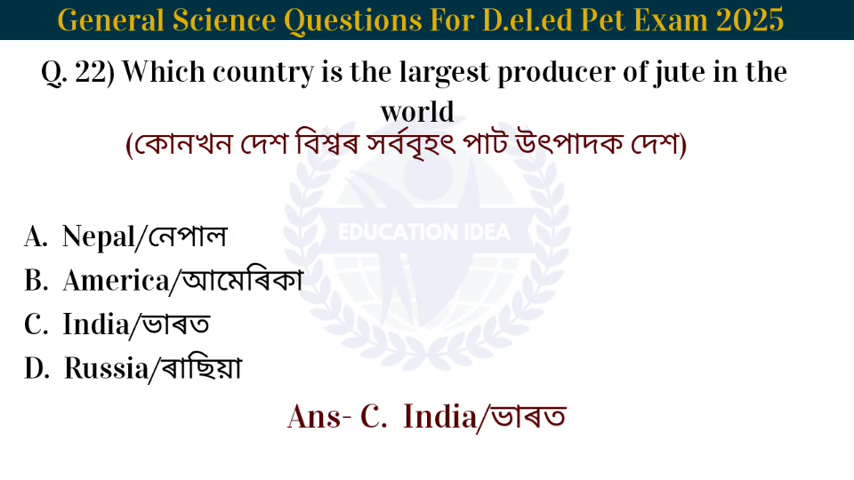 General Science Questions For D.el.ed Pet Exam 2025
Q. 22) Which country is the largest producer of jute in the
world
(কোনখন দেশ বিশ্বৰ সৰ্ববৃহৎ পাট উৎপাদক দেশ)
EDUCATION IDEA
A. Nepal/নেপাল
B. America/আমেৰিকা
C. India/ভাৰত
D. Russia/ৰাছিয়া
Ans- C. India/ভাৰত